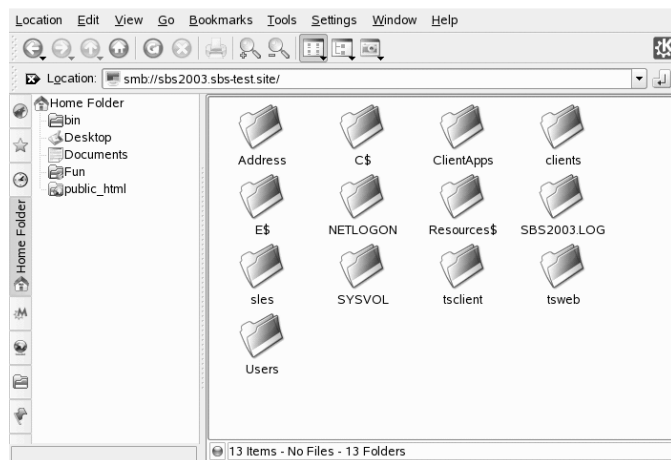 Location Edit View Go Bookmarks Tools Settings Window Help
Location: smb://sbs2003.sbs-test.site/
Home Folder
bin
Desktop
Documents
Fun
public_html
Home Folder
Address C$ ClientApps clients
E$ NETLOGON Resources$ SBS2003.LOG
sles SYSVOL tsclient tsweb
Users
13 Items - No Files - 13 Folders